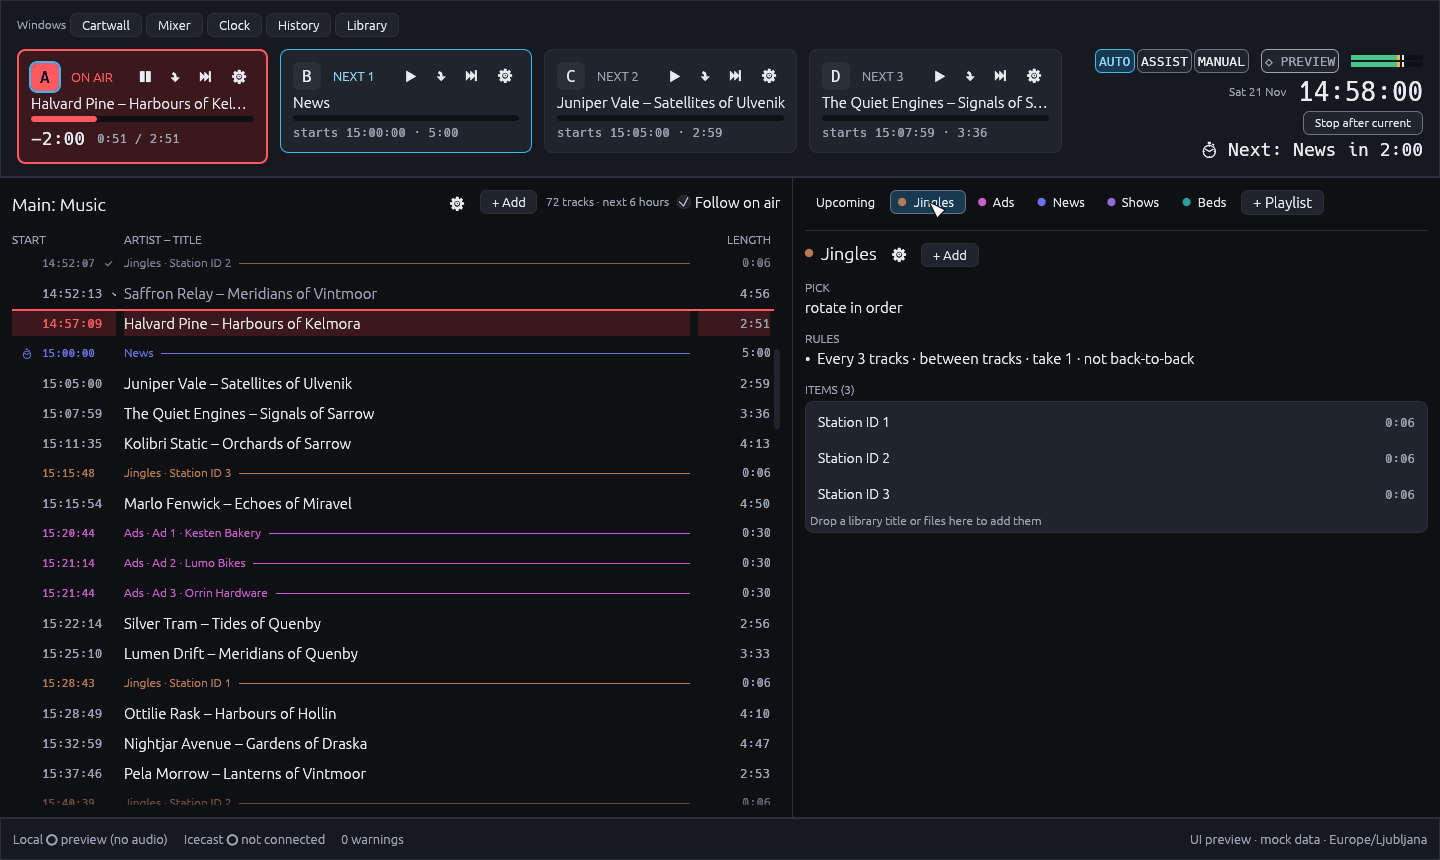 Windows Cartwall Mixer Clock History Library
A ON AIR
Halvard Pine – Harbours of Kel…
−2:00 0:51 / 2:51
B NEXT 1
News
starts 15:00:00 · 5:00
C NEXT 2
Juniper Vale – Satellites of Ulvenik
starts 15:05:00 · 2:59
D NEXT 3
The Quiet Engines – Signals of S…
starts 15:07:59 · 3:36
AUTO ASSIST MANUAL ◇ PREVIEW
Sat 21 Nov 14:58:00
Stop after current
Next: News in 2:00
Main: Music + Add 72 tracks · next 6 hours Follow on air
START ARTIST – TITLE LENGTH
14:52:07 ✓ Jingles · Station ID 2 0:06
14:52:13 Saffron Relay – Meridians of Vintmoor 4:56
14:57:09 Halvard Pine – Harbours of Kelmora 2:51
15:00:00 News 5:00
15:05:00 Juniper Vale – Satellites of Ulvenik 2:59
15:07:59 The Quiet Engines – Signals of Sarrow 3:36
15:11:35 Kolibri Static – Orchards of Sarrow 4:13
15:15:48 Jingles · Station ID 3 0:06
15:15:54 Marlo Fenwick – Echoes of Miravel 4:50
15:20:44 Ads · Ad 1 · Kesten Bakery 0:30
15:21:14 Ads · Ad 2 · Lumo Bikes 0:30
15:21:44 Ads · Ad 3 · Orrin Hardware 0:30
15:22:14 Silver Tram – Tides of Quenby 2:56
15:25:10 Lumen Drift – Meridians of Quenby 3:33
15:28:43 Jingles · Station ID 1 0:06
15:28:49 Ottilie Rask – Harbours of Hollin 4:10
15:32:59 Nightjar Avenue – Gardens of Draska 4:47
15:37:46 Pela Morrow – Lanterns of Vintmoor 2:53
15:40:39 Jingles · Station ID 2 0:06
Upcoming Jingles Ads News Shows Beds + Playlist
Jingles + Add
PICK
rotate in order
RULES
• Every 3 tracks · between tracks · take 1 · not back-to-back
ITEMS (3)
Station ID 1 0:06
Station ID 2 0:06
Station ID 3 0:06
Drop a library title or files here to add them
Local preview (no audio) Icecast not connected 0 warnings
UI preview · mock data · Europe/Ljubljana